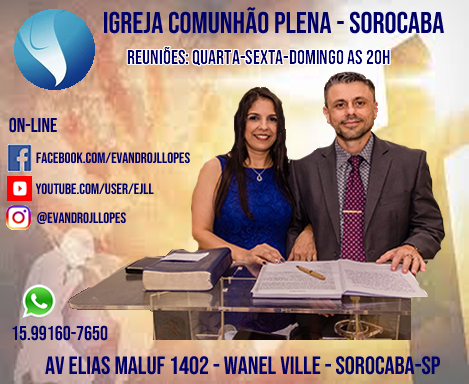 IGREJA COMUNHÃO PLENA - SOROCABA
REUNIÕES: QUARTA-SEXTA-DOMINGO AS 20H
ON-LINE
FACEBOOK.COM/EVANDROJLLOPES
YOUTUBE.COM/USER/EJLL
@EVANDROJLLOPES
15.99160-7650
AV ELIAS MALUF 1402 - WANEL VILLE - SOROCABA-SP